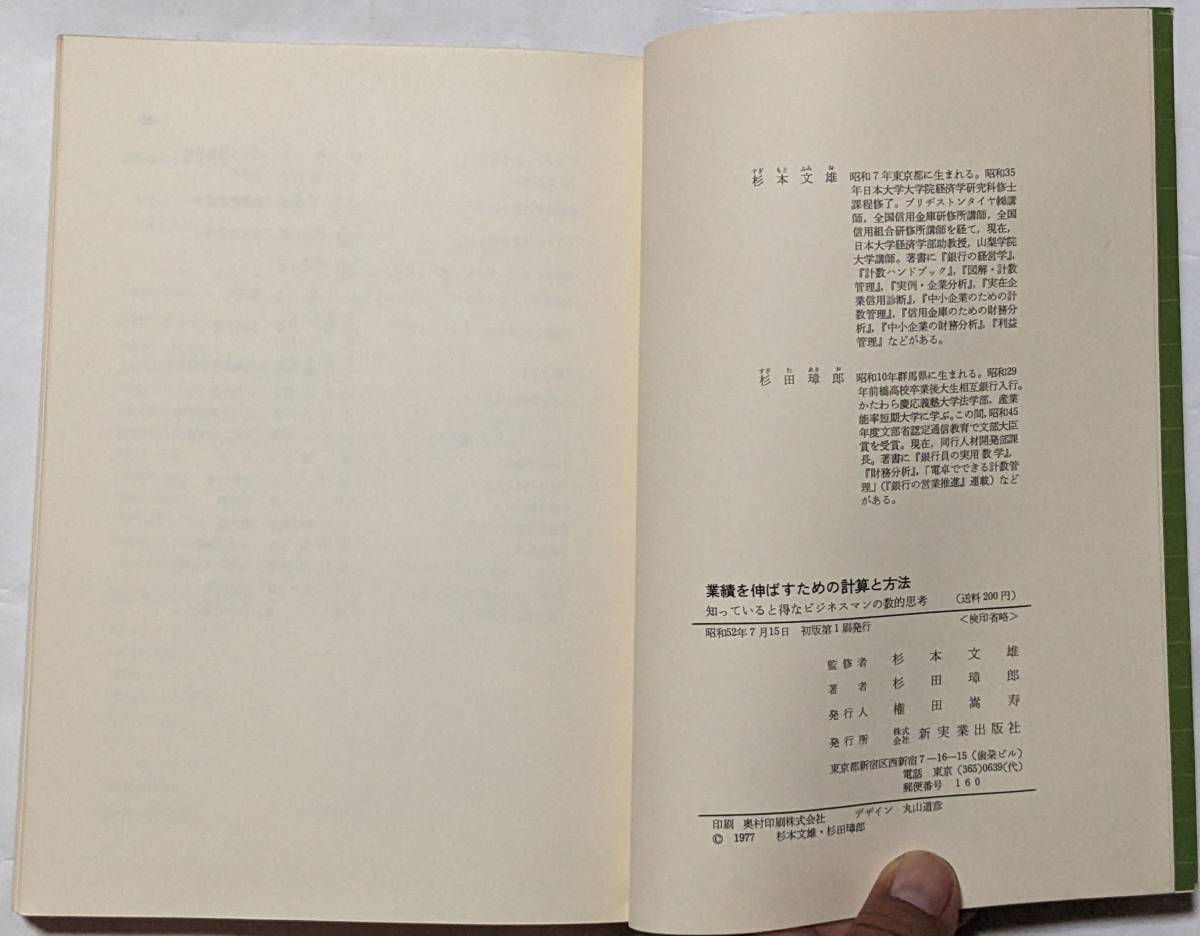 すぎ もと ふみ お
杉本文雄
昭和7年東京都に生まれる。昭和35
年日本大学大学院経済学研究科修士
課程修了。ブリヂストンタイヤ㈱講
師，全国信用金庫研修所講師，全国
信用組合研修所講師を経て，現在，
日本大学経済学部助教授，山梨学院
大学講師。著書に『銀行の経営学』，
『計数ハンドブック』，『図解・計数
管理』，『実例・企業分析』，『実在企
業信用診断』，『中小企業のための計
数管理』，『信用金庫のための財務分
析』，『中小企業の財務分析』，『利益
管理』などがある。
すぎ た あき お
杉田璋郎
昭和10年群馬県に生まれる。昭和29
年前橋高校卒業後大生相互銀行入行。
かたわら慶応義塾大学法学部，産業
能率短期大学に学ぶ。この間，昭和45
年度文部省認定通信教育で文部大臣
賞を受賞。現在，同行人材開発部課
長。著書に『銀行員の実用数学』，
『財務分析』，「電卓でできる計数管
理」（『銀行の営業推進』連載）など
がある。
業績を伸ばすための計算と方法
知っていると得なビジネスマンの数的思考 （送料200円）
昭和52年7月15日 初版第1刷発行 <検印省略>
監修者 杉本文雄
著者 杉田璋郎
発行人 権田嵩寿
発行所 株式会社 新実業出版社
東京都新宿区西新宿7—16—15（歯朶ビル）
電話 東京（365）0639（代）
郵便番号 160
印刷 奥村印刷株式会社 デザイン 丸山道彦
© 1977 杉本文雄・杉田璋郎